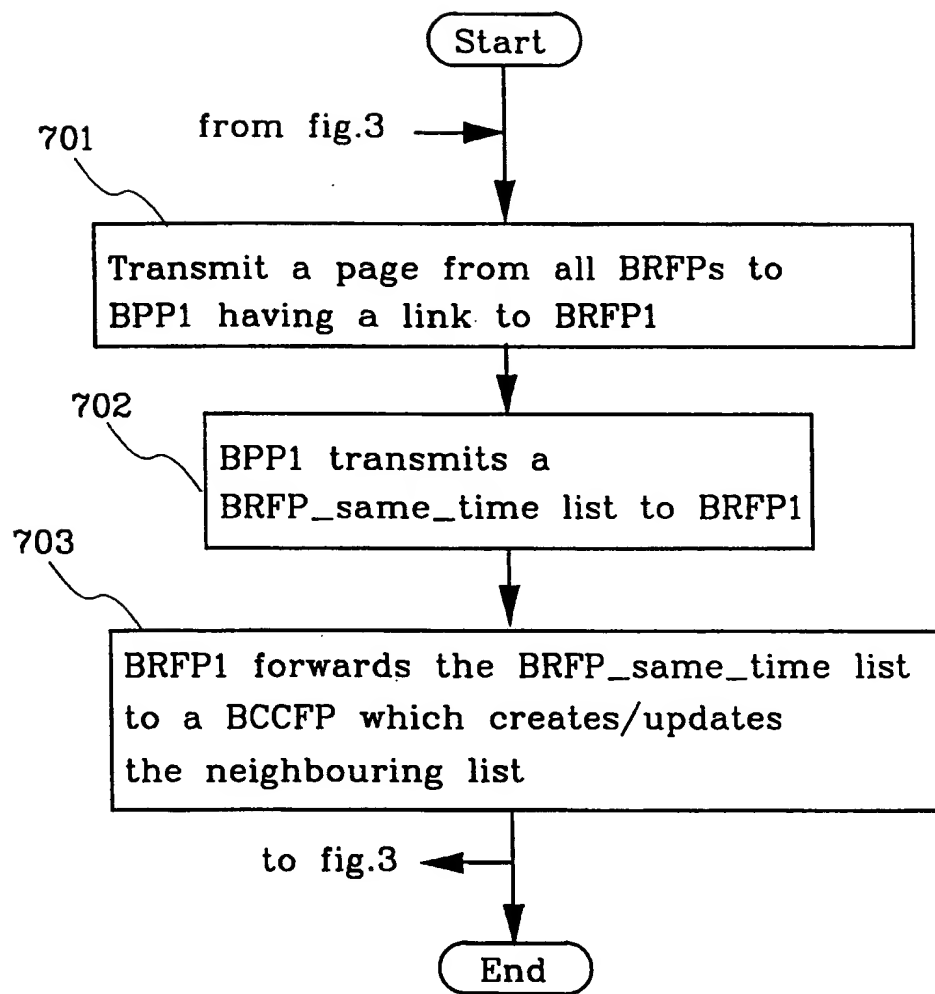 Start
from fig.3
701
Transmit a page from all BRFPs to
BPP1 having a link to BRFP1
702
BPP1 transmits a
BRFP_same_time list to BRFP1
703
BRFP1 forwards the BRFP_same_time list
to a BCCFP which creates/updates
the neighbouring list
to fig.3
End